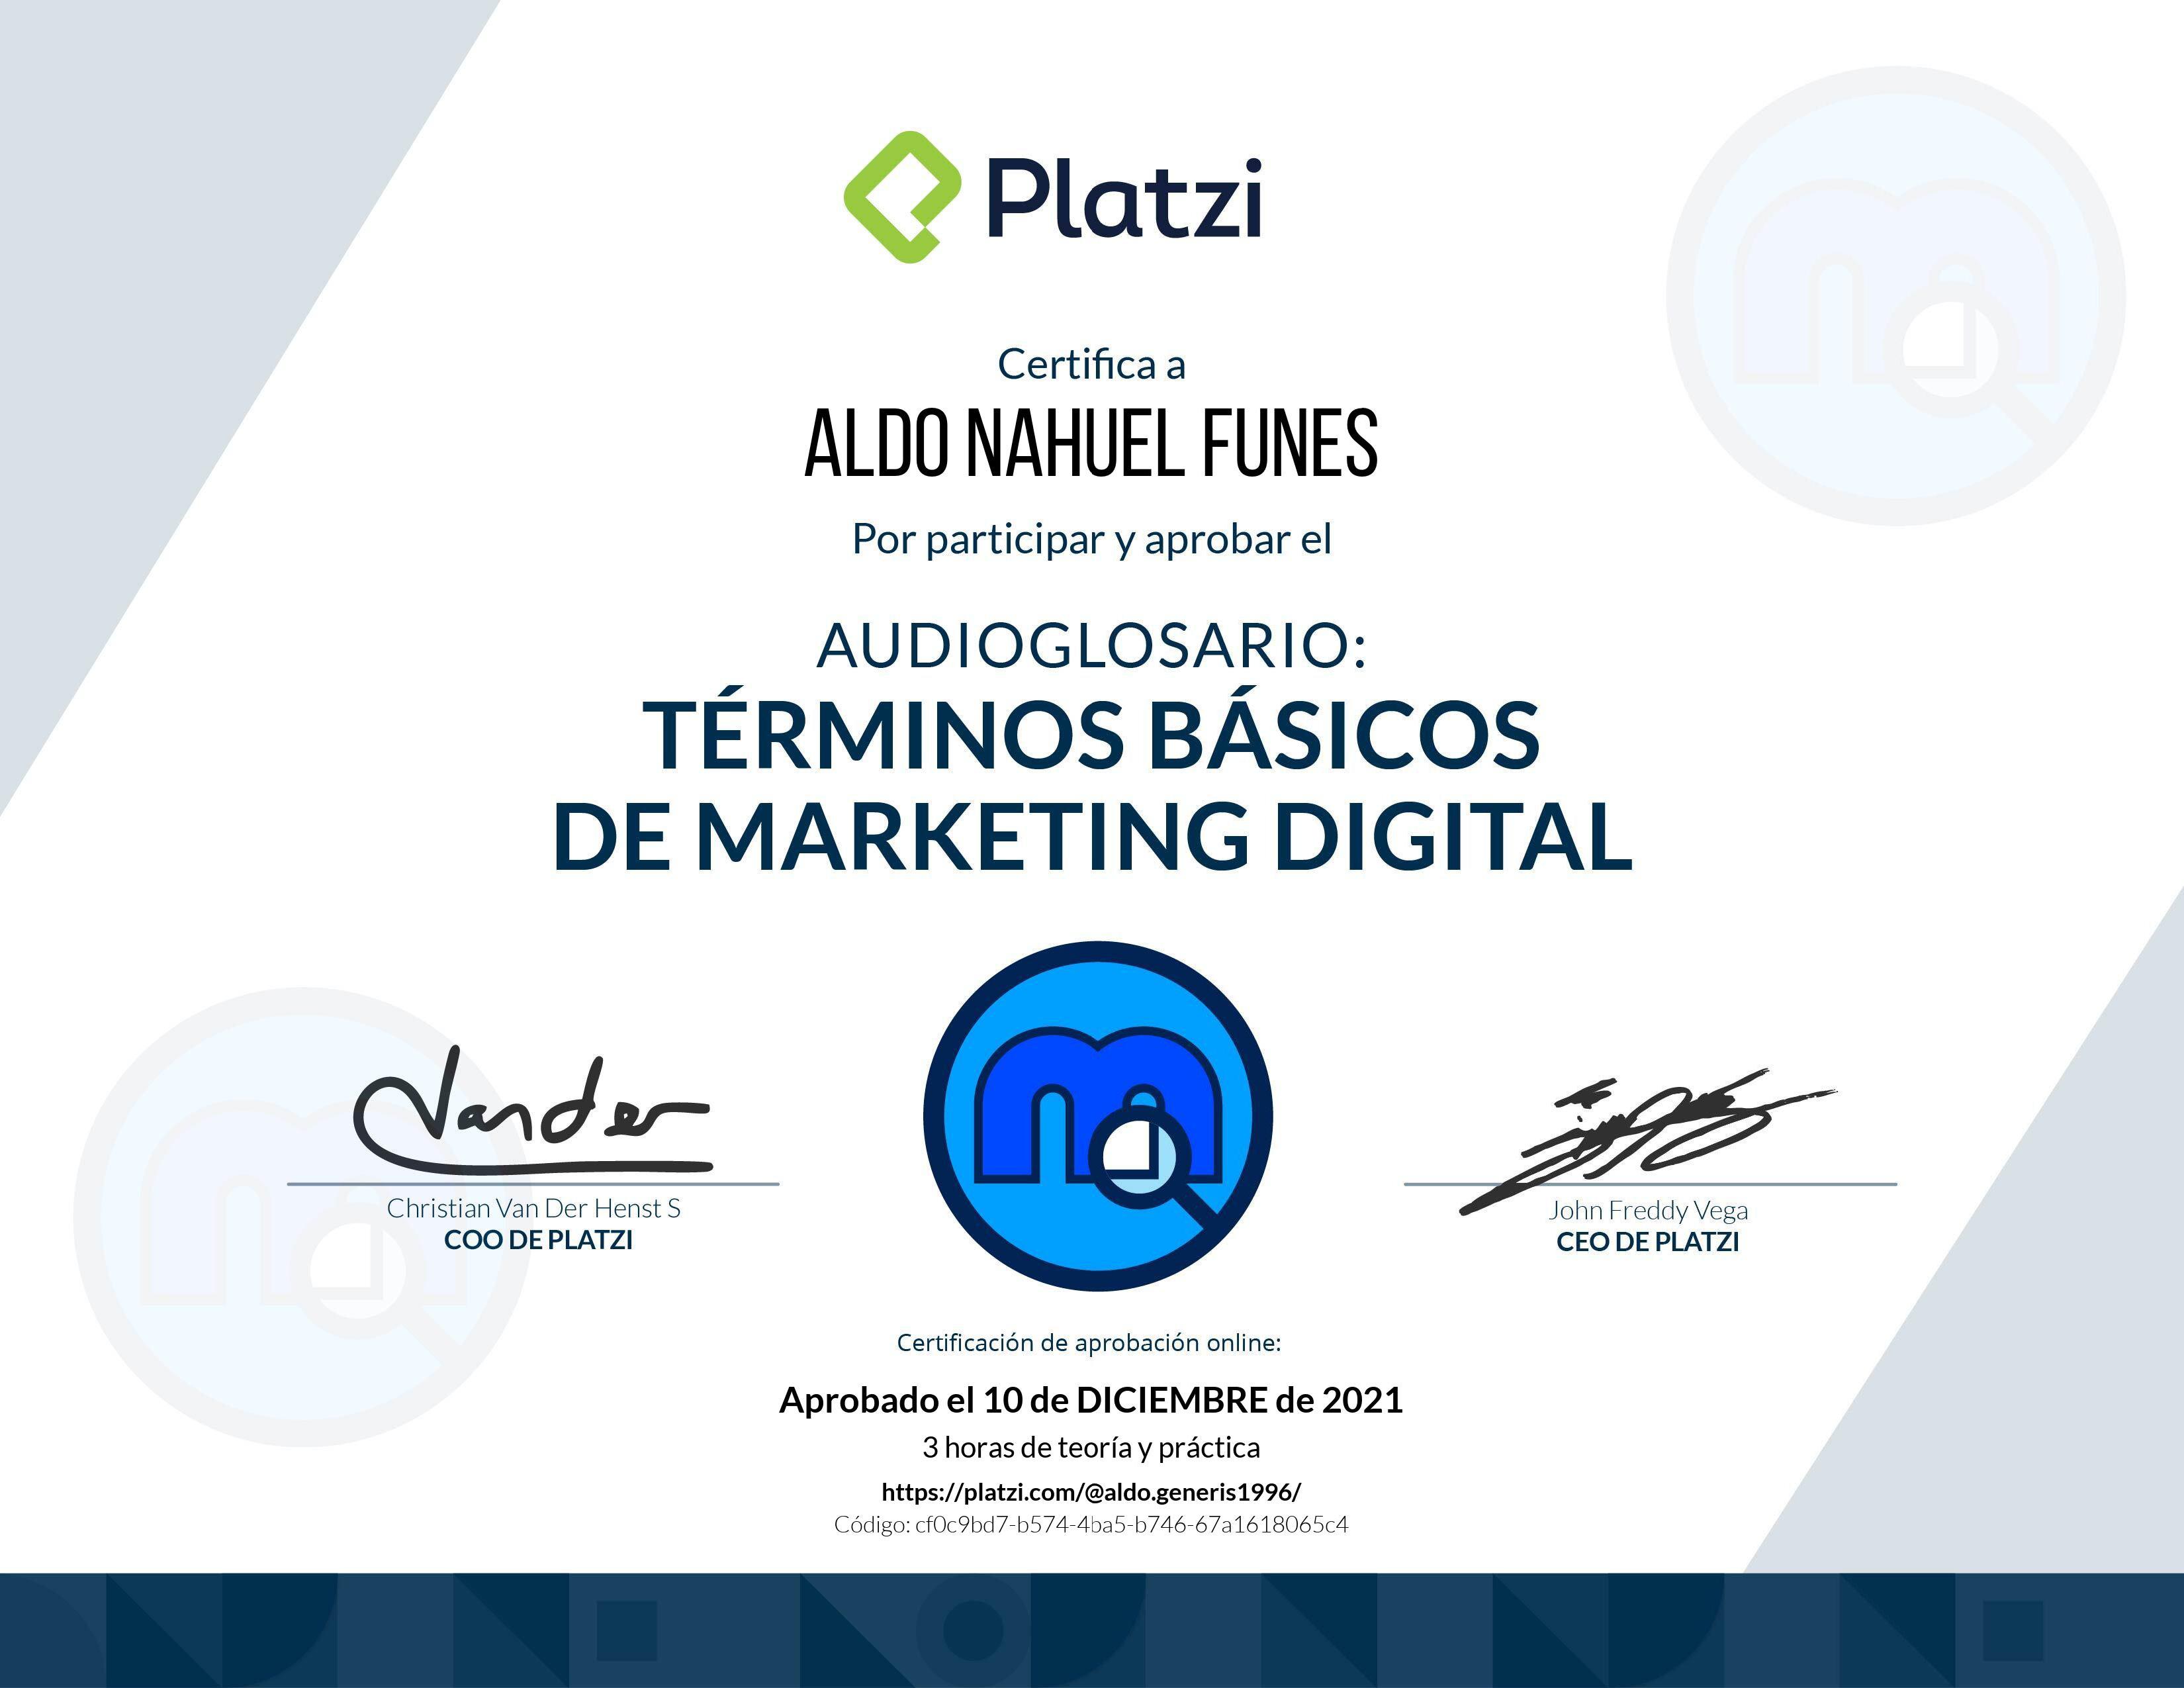 Platzi
Certifica a
ALDO NAHUEL FUNES
Por participar y aprobar el
AUDIOGLOSARIO:
TÉRMINOS BÁSICOS
DE MARKETING DIGITAL
Vander
Christian Van Der Henst S
COO DE PLATZI
John Freddy Vega
CEO DE PLATZI
Certificación de aprobación online:
Aprobado el 10 de DICIEMBRE de 2021
3 horas de teoría y práctica
https://platzi.com/@aldo.generis1996/
Código: cf0c9bd7-b574-4ba5-b746-67a1618065c4